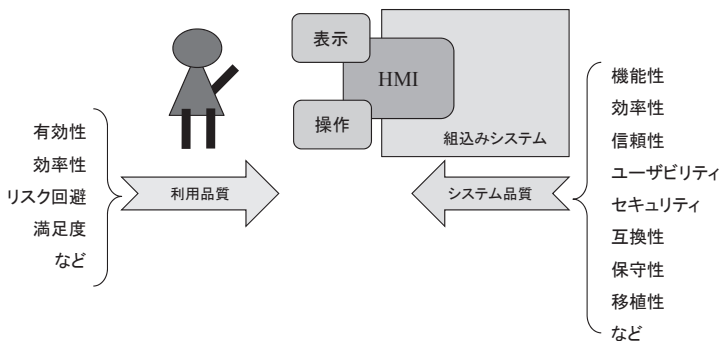 表示
HMI
操作
組込みシステム
有効性
効率性
リスク回避
満足度
など
利用品質
システム品質
機能性
効率性
信頼性
ユーザビリティ
セキュリティ
互換性
保守性
移植性
など